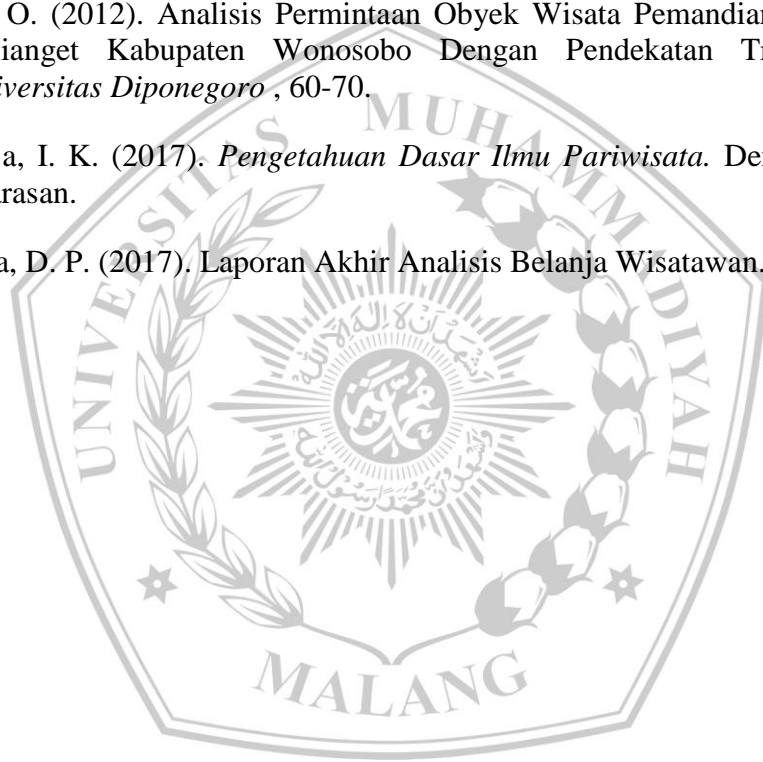 O. (2012). Analisis Permintaan Obyek Wisata Pemandian
ianget Kabupaten Wonosobo Dengan Pendekatan Tr
iversitas Diponegoro , 60-70.
a, I. K. (2017). Pengetahuan Dasar Ilmu Pariwisata. De
arasan.
a, D. P. (2017). Laporan Akhir Analisis Belanja Wisatawan.
UNIVERSITAS MUHAMMADIYAH
MALANG